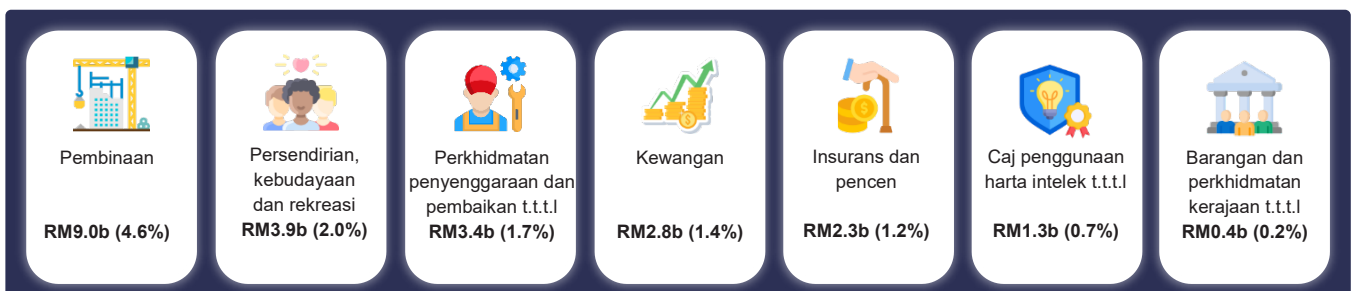 Pembinaan
RM9.0b (4.6%)
Persendirian,
kebudayaan
dan rekreasi
RM3.9b (2.0%)
Perkhidmatan
penyenggaraan dan
pembaikan t.t.t.l
RM3.4b (1.7%)
Kewangan
RM2.8b (1.4%)
Insurans dan
pencen
RM2.3b (1.2%)
Caj penggunaan
harta intelek t.t.t.l
RM1.3b (0.7%)
Barangan dan
perkhidmatan
kerajaan t.t.t.l
RM0.4b (0.2%)